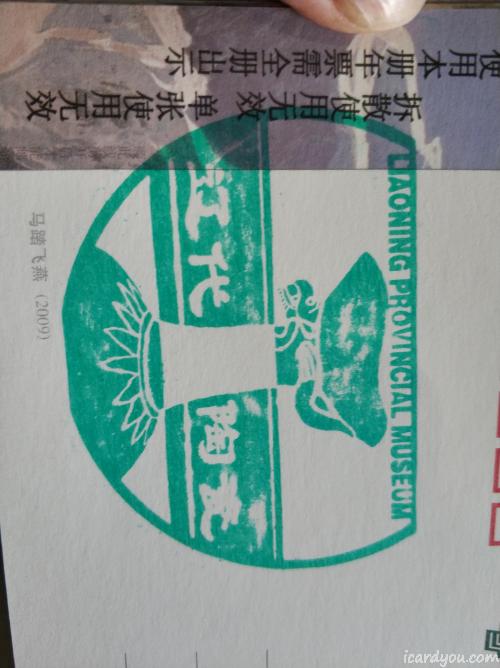 拆散使用无效 单张使用无效
使用本册年票需全册出示
马踏飞燕 (2009)
LIAONING PROVINCIAL MUSEUM
辽代
陶瓷
icardyou.com